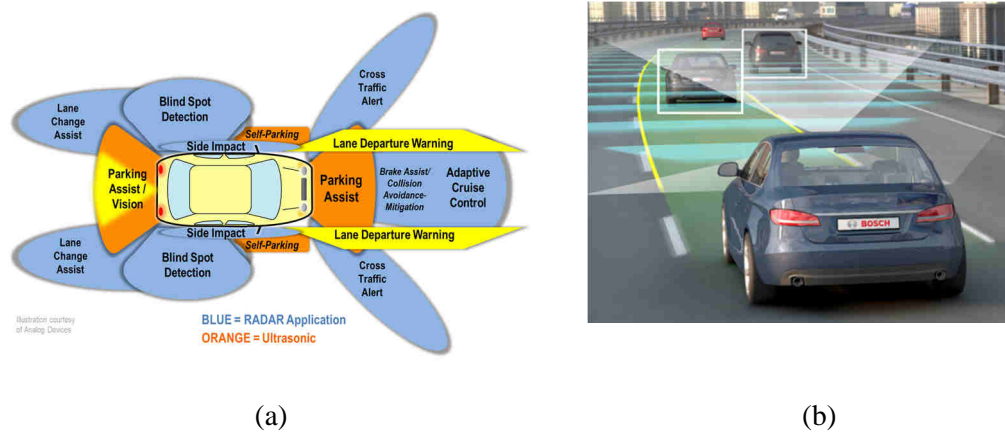 Lane
Change
Assist
Blind Spot
Detection
Cross
Traffic
Alert
Self-Parking
Side Impact
Lane Departure Warning
Parking
Assist /
Vision
Parking
Assist
Brake Assist/
Collision
Avoidance-
Mitigation
Adaptive
Cruise
Control
Side Impact
Self-Parking
Lane Departure Warning
Lane
Change
Assist
Blind Spot
Detection
Cross
Traffic
Alert
Illustration courtesy
of Analog Devices
BLUE = RADAR Application
ORANGE = Ultrasonic
BOSCH
(a)
(b)